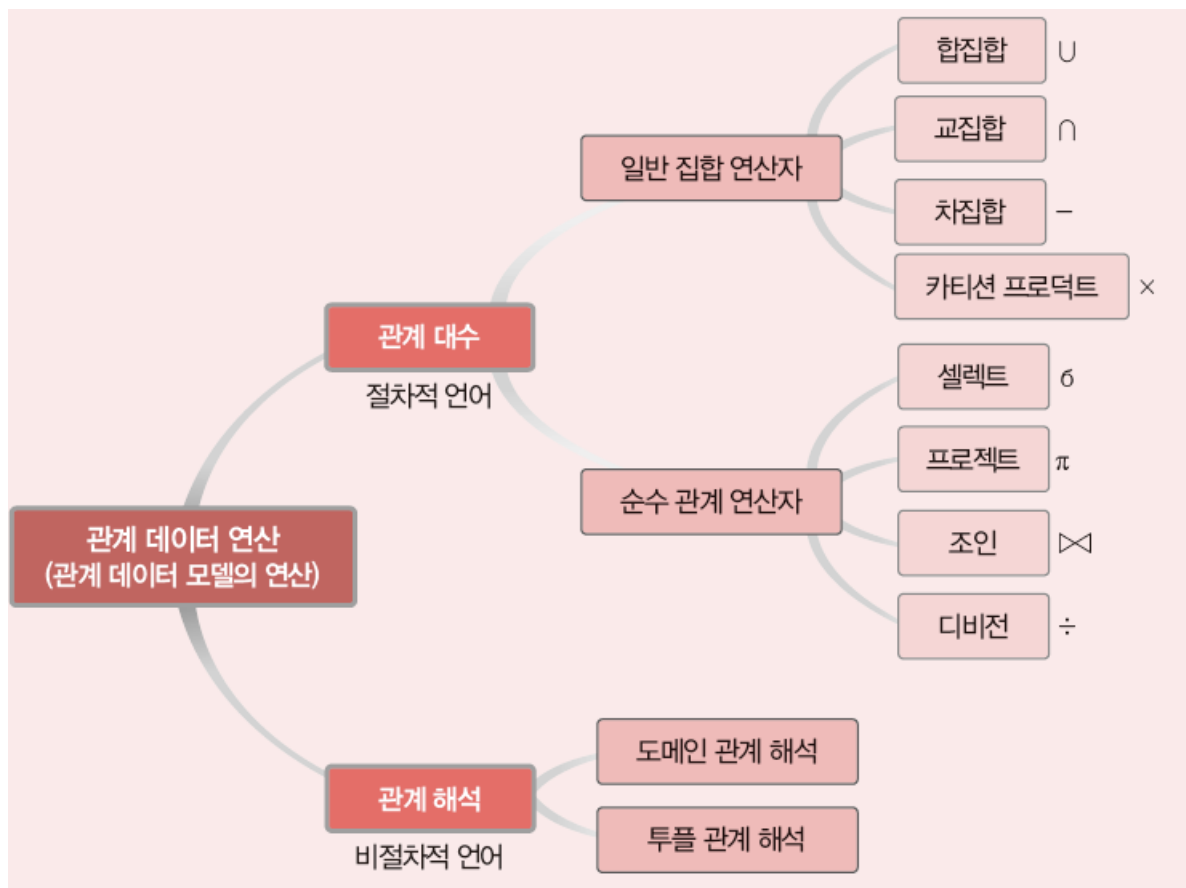 합집합 ∪
교집합 ∩
일반 집합 연산자
차집합 −
카티션 프로덕트 ×
관계 대수
절차적 언어
셀렉트 б
프로젝트 π
순수 관계 연산자
조인 ⋈
디비전 ÷
관계 데이터 연산
(관계 데이터 모델의 연산)
도메인 관계 해석
관계 해석
비절차적 언어
투플 관계 해석